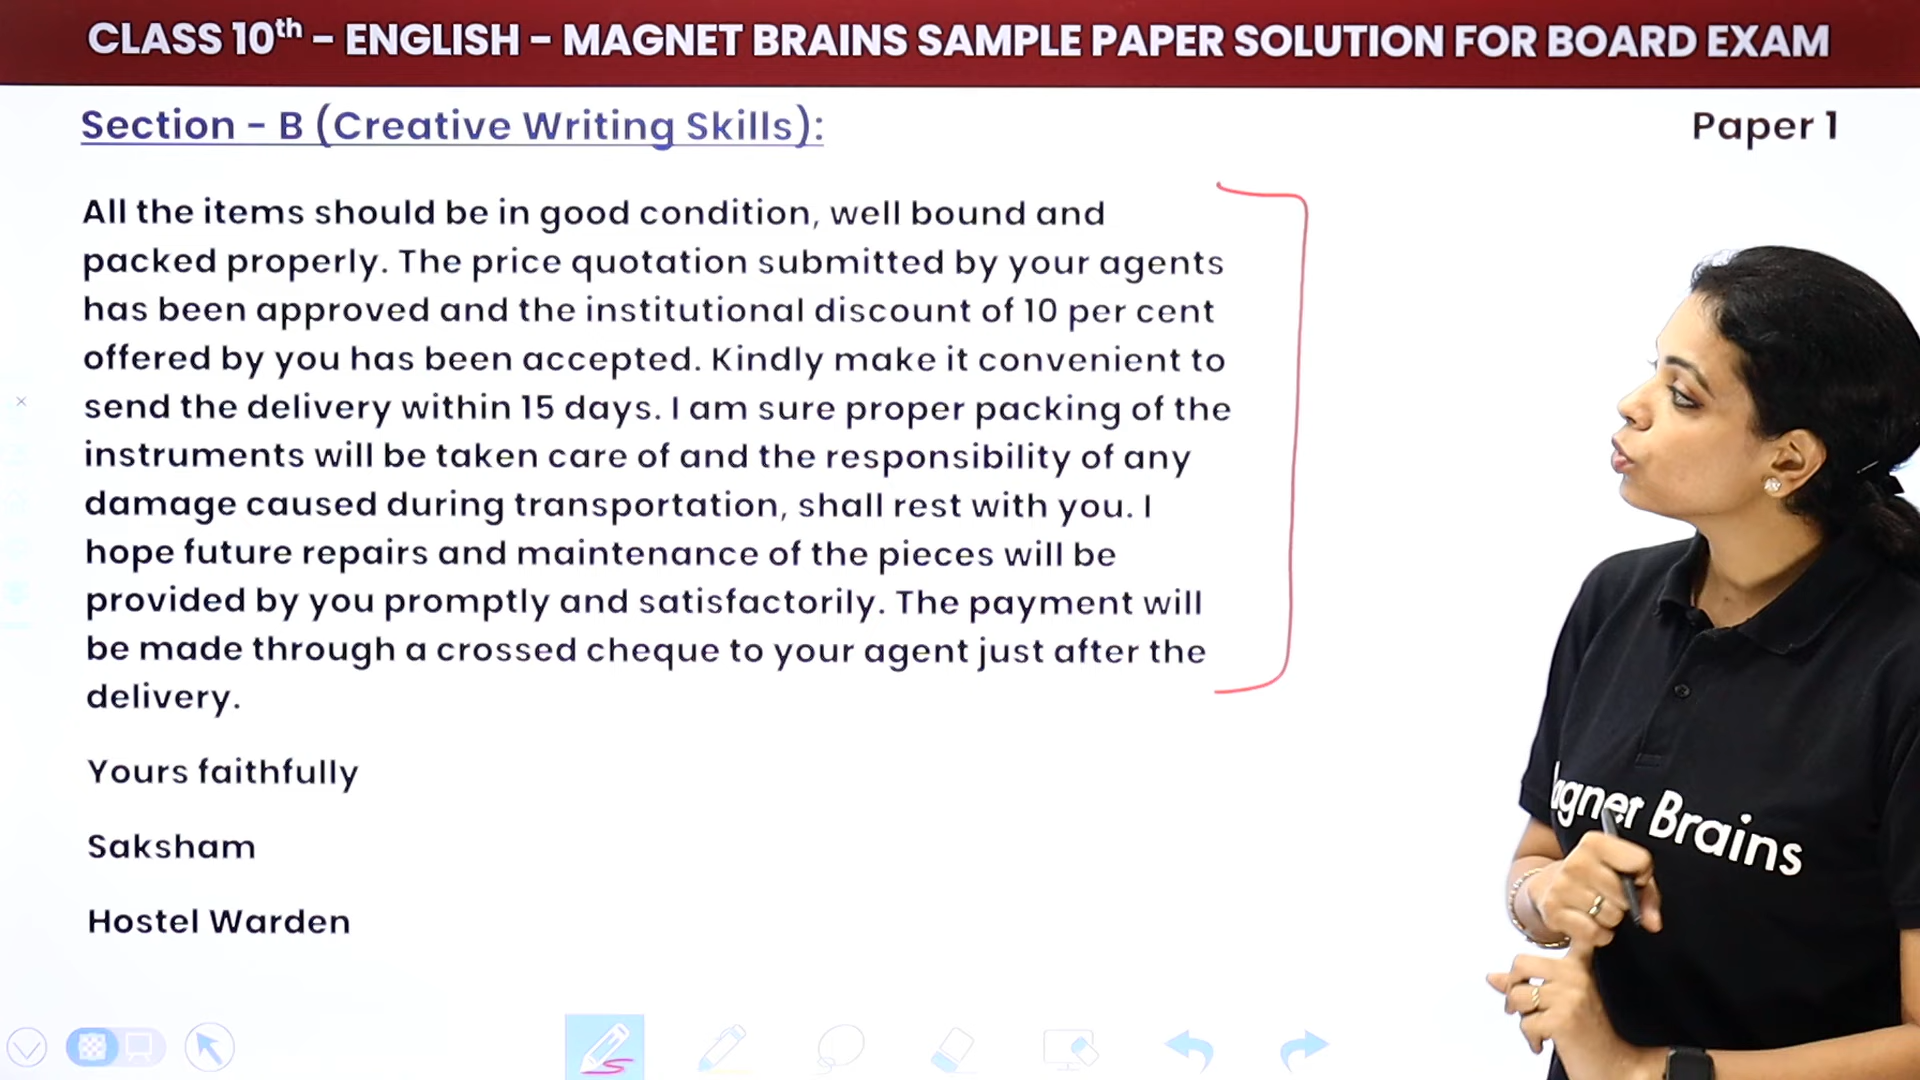 CLASS 10th - ENGLISH - MAGNET BRAINS SAMPLE PAPER SOLUTION FOR BOARD EXAM
Section - B (Creative Writing Skills):
Paper 1
All the items should be in good condition, well bound and
packed properly. The price quotation submitted by your agents
has been approved and the institutional discount of 10 per cent
offered by you has been accepted. Kindly make it convenient to
send the delivery within 15 days. I am sure proper packing of the
instruments will be taken care of and the responsibility of any
damage caused during transportation, shall rest with you. I
hope future repairs and maintenance of the pieces will be
provided by you promptly and satisfactorily. The payment will
be made through a crossed cheque to your agent just after the
delivery.
Yours faithfully
Saksham
Hostel Warden
agnet Brains